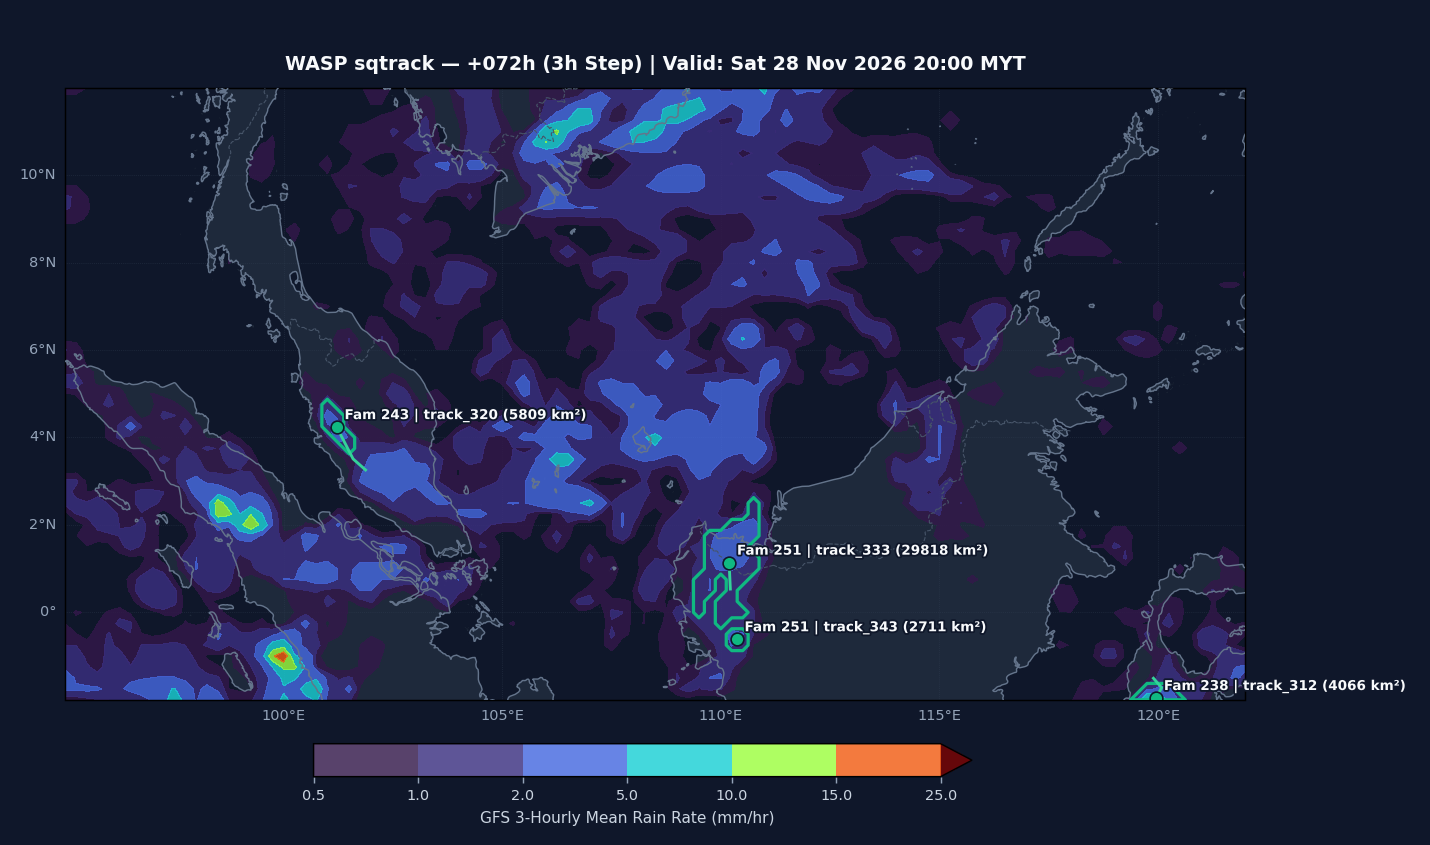 WASP sqtrack — +072h (3h Step) | Valid: Sat 28 Nov 2026 20:00 MYT
10°N
8°N
6°N
4°N
2°N
0°
Fam 243 | track_320 (5809 km²)
Fam 251 | track_333 (29818 km²)
Fam 251 | track_343 (2711 km²)
Fam 238 | track_312 (4066 km²)
100°E 105°E 110°E 115°E 120°E
0.5 1.0 2.0 5.0 10.0 15.0 25.0
GFS 3-Hourly Mean Rain Rate (mm/hr)